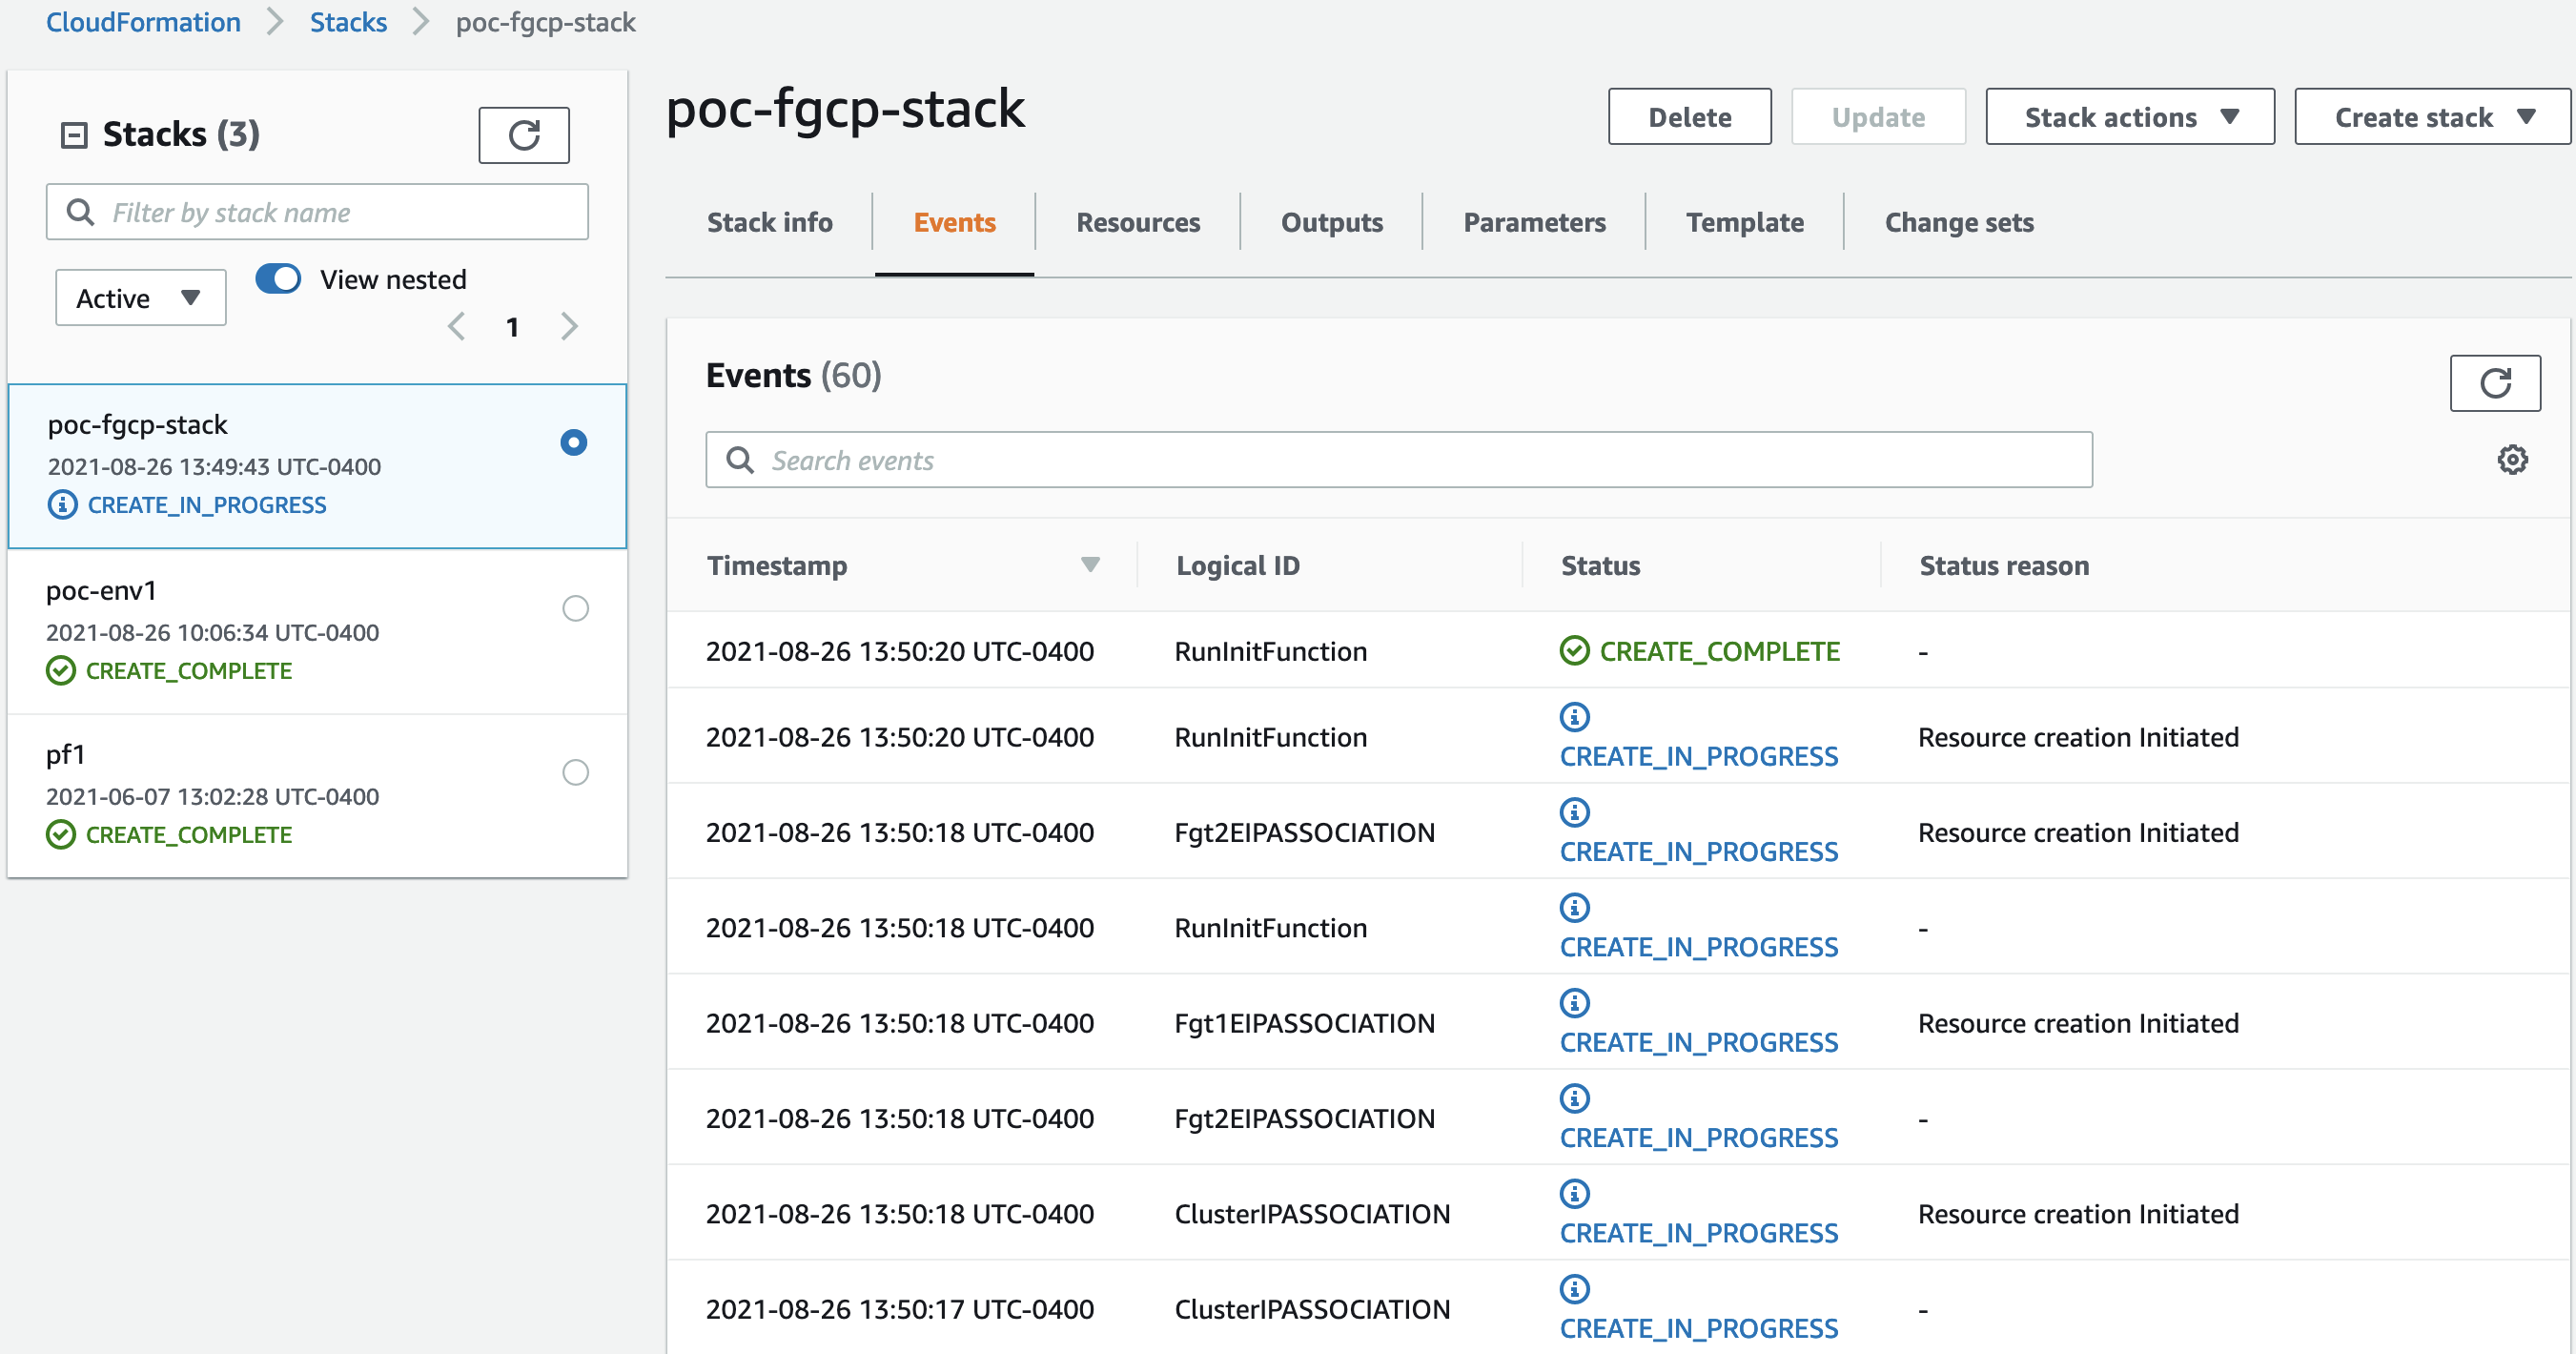 CloudFormation > Stacks > poc-fgcp-stack
Stacks (3)
Filter by stack name
Active
View nested
1
poc-fgcp-stack
2021-08-26 13:49:43 UTC-0400
CREATE_IN_PROGRESS
poc-env1
2021-08-26 10:06:34 UTC-0400
CREATE_COMPLETE
pf1
2021-06-07 13:02:28 UTC-0400
CREATE_COMPLETE
poc-fgcp-stack
Delete
Update
Stack actions
Create stack
Stack info
Events
Resources
Outputs
Parameters
Template
Change sets
Events (60)
Search events
Timestamp Logical ID Status Status reason
2021-08-26 13:50:20 UTC-0400 RunInitFunction CREATE_COMPLETE -
2021-08-26 13:50:20 UTC-0400 RunInitFunction CREATE_IN_PROGRESS Resource creation Initiated
2021-08-26 13:50:18 UTC-0400 Fgt2EIPASSOCIATION CREATE_IN_PROGRESS Resource creation Initiated
2021-08-26 13:50:18 UTC-0400 RunInitFunction CREATE_IN_PROGRESS -
2021-08-26 13:50:18 UTC-0400 Fgt1EIPASSOCIATION CREATE_IN_PROGRESS Resource creation Initiated
2021-08-26 13:50:18 UTC-0400 Fgt2EIPASSOCIATION CREATE_IN_PROGRESS -
2021-08-26 13:50:18 UTC-0400 ClusterIPASSOCIATION CREATE_IN_PROGRESS Resource creation Initiated
2021-08-26 13:50:17 UTC-0400 ClusterIPASSOCIATION CREATE_IN_PROGRESS -